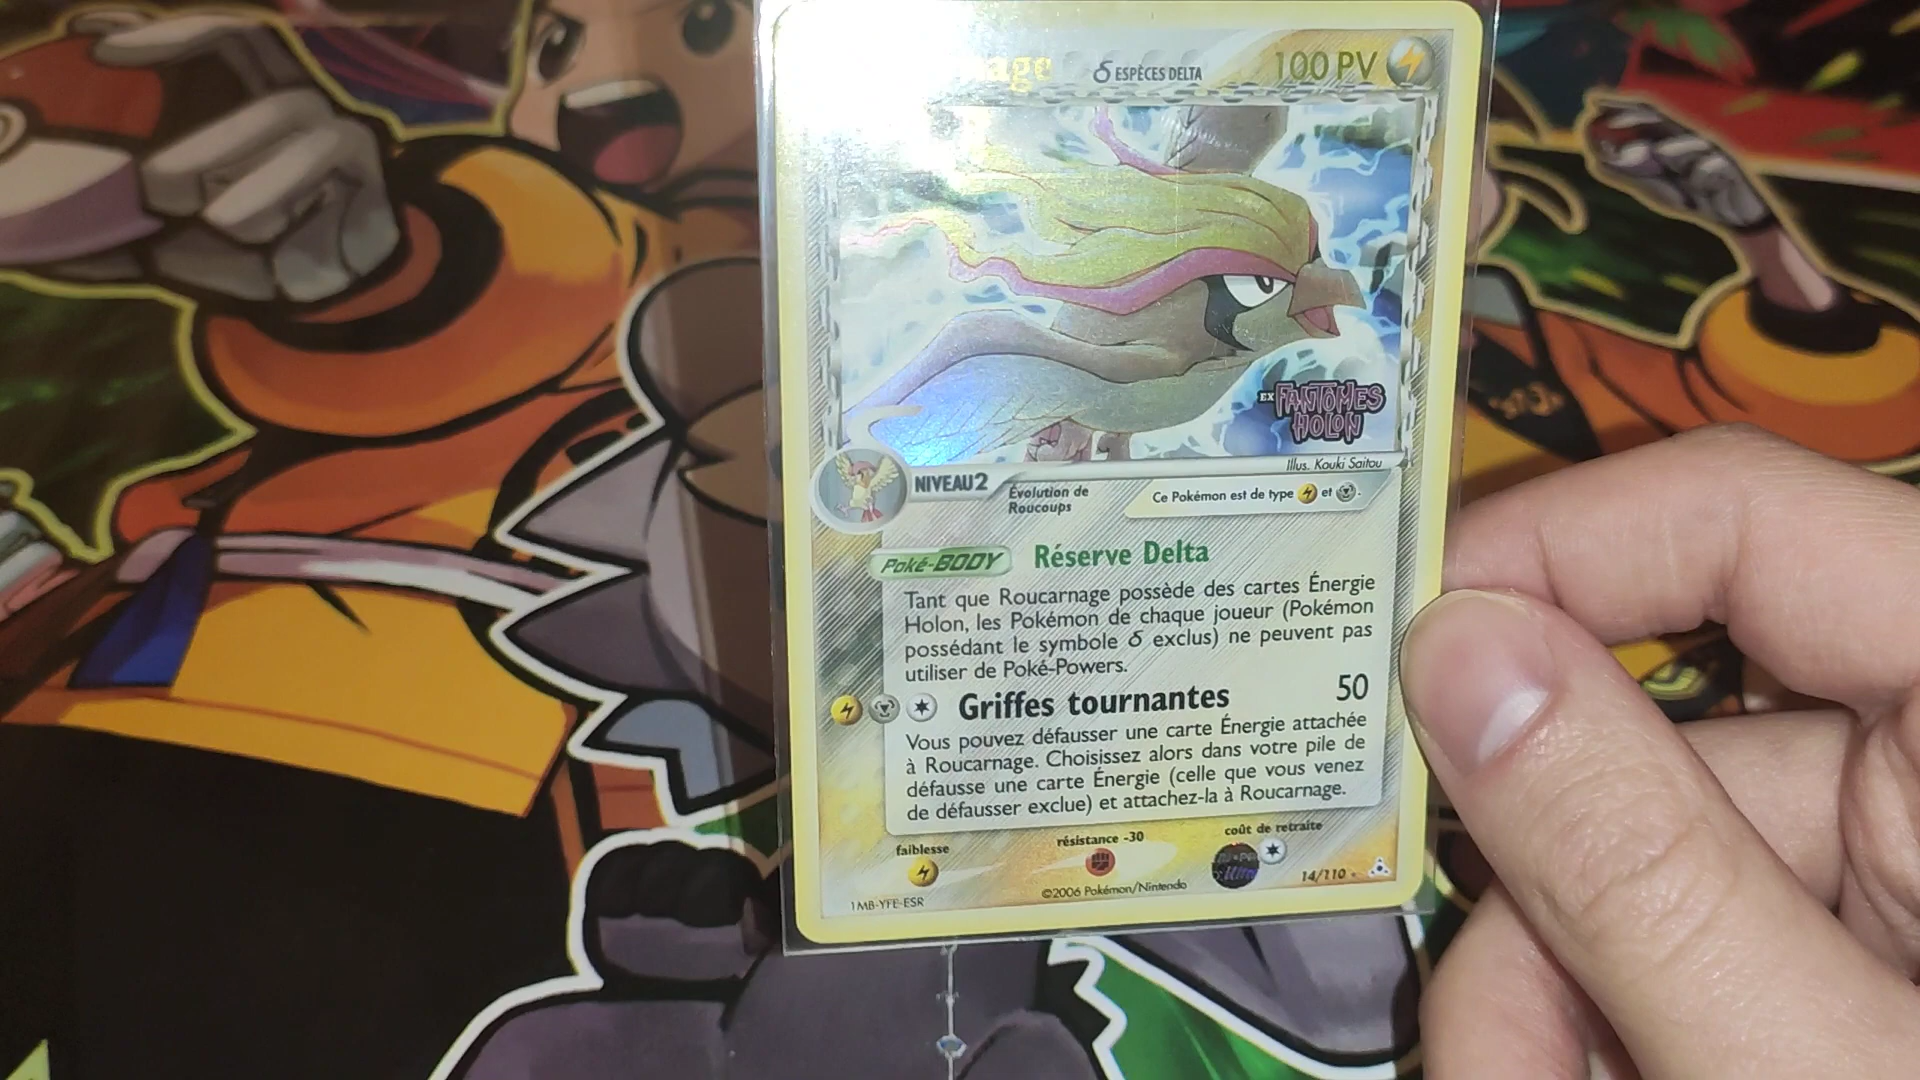 δ ESPÈCES DELTA 100 PV
EX FANTÔMES
HOLON
Illus. Kouki Saitou
NIVEAU 2
Évolution de
Roucoups
Ce Pokémon est de type et .
Poké-BODY Réserve Delta
Tant que Roucarnage possède des cartes Énergie
Holon, les Pokémon de chaque joueur (Pokémon
possédant le symbole δ exclus) ne peuvent pas
utiliser de Poké-Powers.
Griffes tournantes 50
Vous pouvez défausser une carte Énergie attachée
à Roucarnage. Choisissez alors dans votre pile de
défausse une carte Énergie (celle que vous venez
de défausser exclue) et attachez-la à Roucarnage.
faiblesse
résistance -30
coût de retraite
1MB-YFE-ESR
©2006 Pokémon/Nintendo
14/110